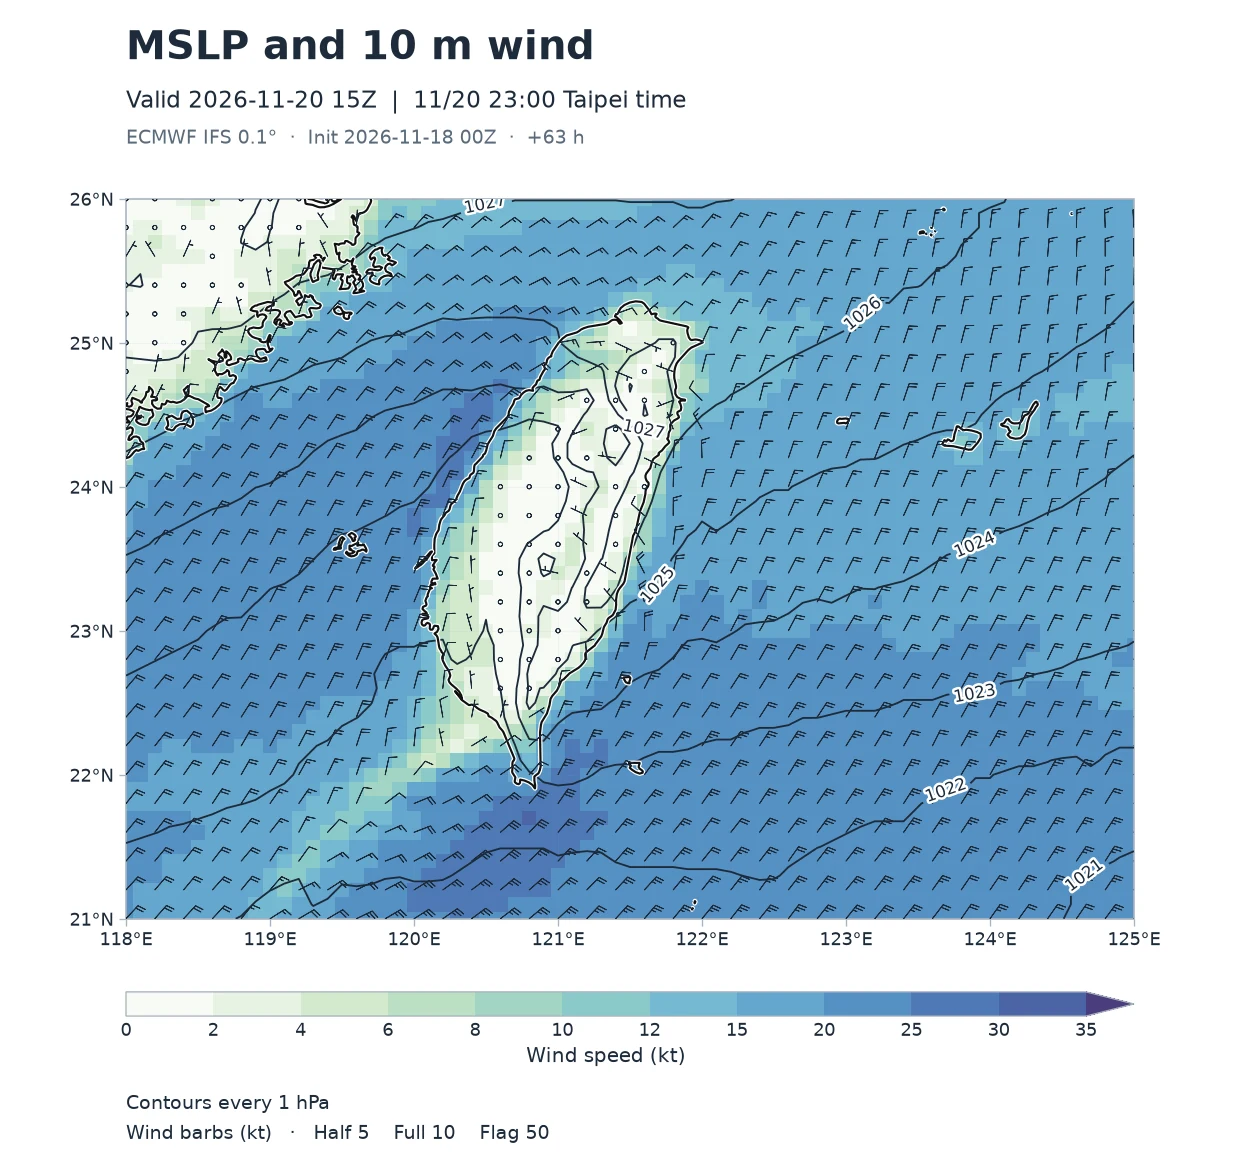 MSLP and 10 m wind
Valid 2026-11-20 15Z | 11/20 23:00 Taipei time
ECMWF IFS 0.1° · Init 2026-11-18 00Z · +63 h
26°N
1027
1026
25°N
1027
24°N
1024
1025
23°N
1023
22°N
1022
1021
21°N
118°E 119°E 120°E 121°E 122°E 123°E 124°E 125°E
0 2 4 6 8 10 12 15 20 25 30 35
Wind speed (kt)
Contours every 1 hPa
Wind barbs (kt) · Half 5 Full 10 Flag 50